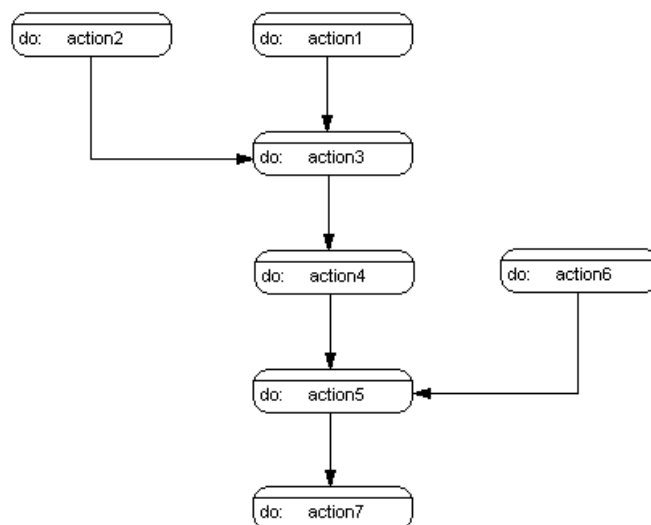 do: action2
do: action1
do: action3
do: action4
do: action6
do: action5
do: action7